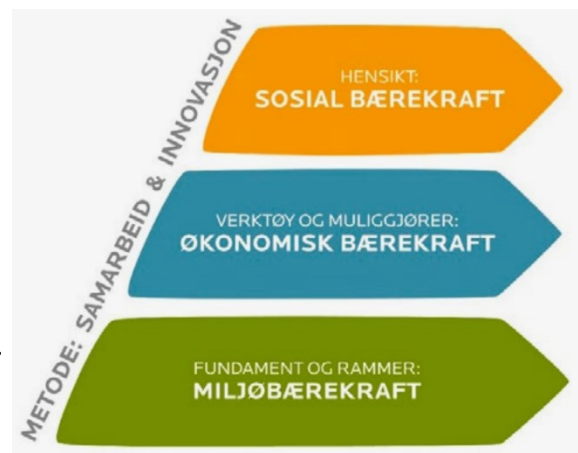 METODE: SAMARBEID & INNOVASJON
HENSIKT:
SOSIAL BÆREKRAFT
VERKTØY OG MULIGGJØRER:
ØKONOMISK BÆREKRAFT
FUNDAMENT OG RAMMER:
MILJØBÆREKRAFT